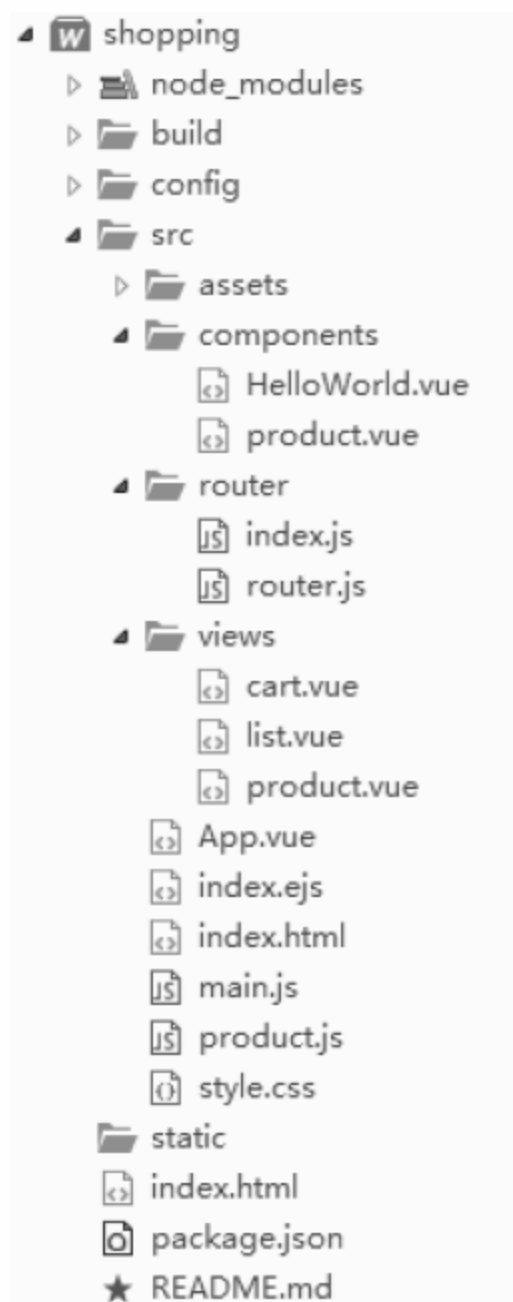 shopping
node_modules
build
config
src
assets
components
HelloWorld.vue
product.vue
router
index.js
router.js
views
cart.vue
list.vue
product.vue
App.vue
index.ejs
index.html
main.js
product.js
style.css
static
index.html
package.json
README.md